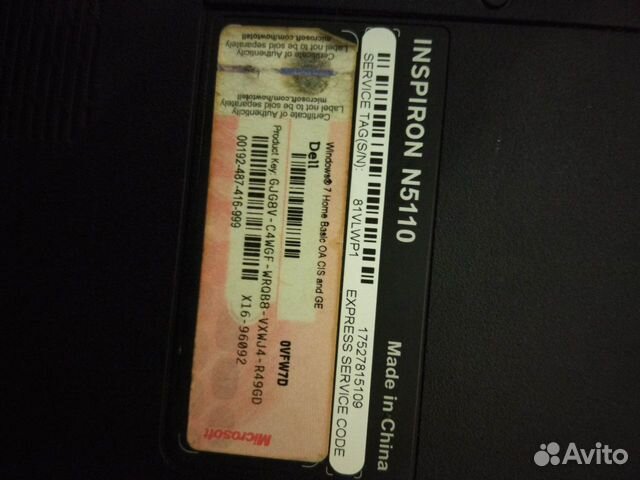 INSPIRON N5110
Made in China
SERVICE TAG(S/N): 81VLWP1
17527815109
EXPRESS SERVICE CODE
Windows® 7 Home Basic OA CIS and GE
Dell
0VFW7D
Product Key: GJG8V-C4WGF-WRQB8-VXWJ4-R49GD
00192-487-416-999
X16-96092
Microsoft
Certificate of Authenticity
Label not to be sold separately
microsoft.com/howtotell
Certificate of Authenticity
Label not to be sold separately
microsoft.com/howtotell
Avito